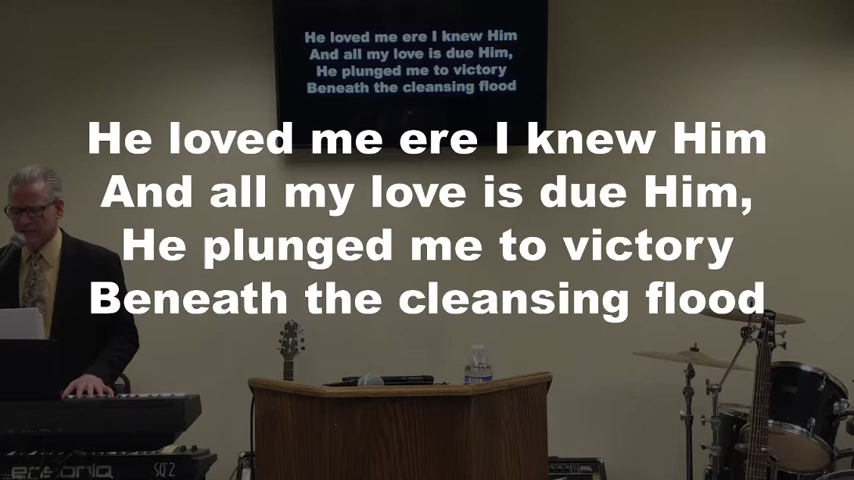 He loved me ere I knew Him
And all my love is due Him,
He plunged me to victory
Beneath the cleansing flood
He loved me ere I knew Him
And all my love is due Him,
He plunged me to victory
Beneath the cleansing flood
ensoniq SQ2